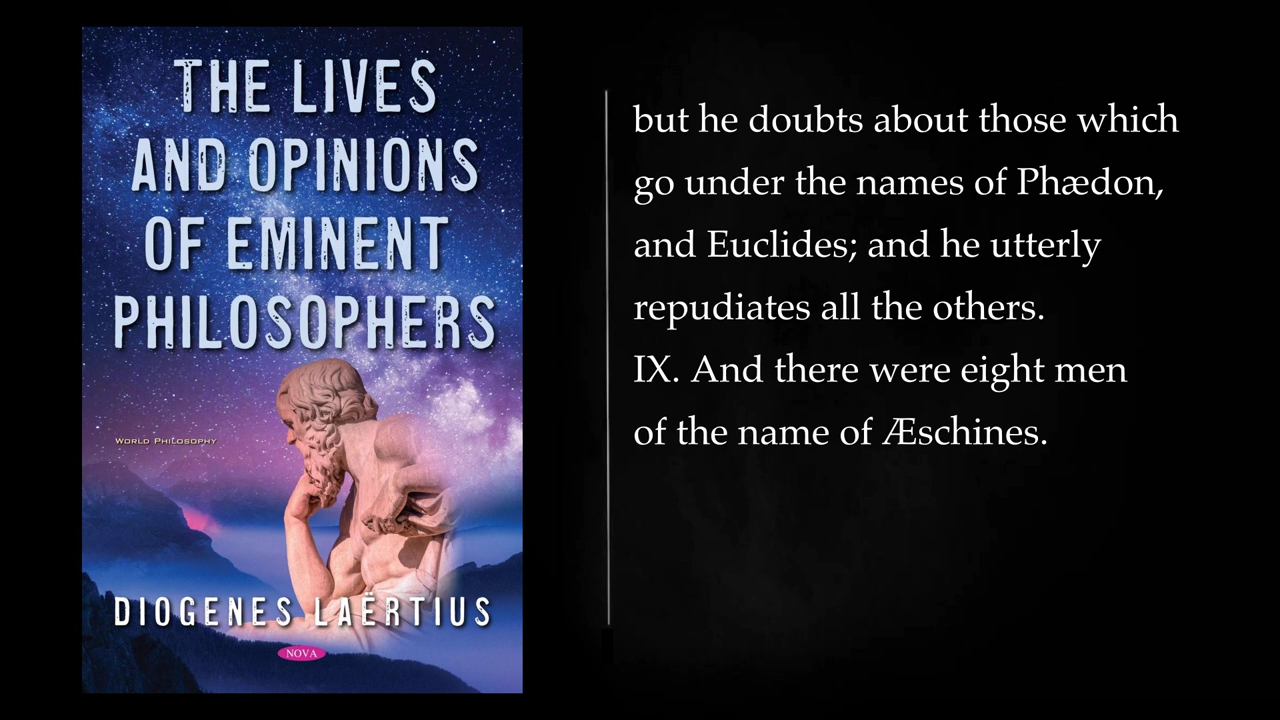 THE LIVES
AND OPINIONS
OF EMINENT
PHILOSOPHERS
WORLD PHILOSOPHY
DIOGENES LAËRTIUS
NOVA
but he doubts about those which
go under the names of Phædon,
and Euclides; and he utterly
repudiates all the others.
IX. And there were eight men
of the name of Æschines.